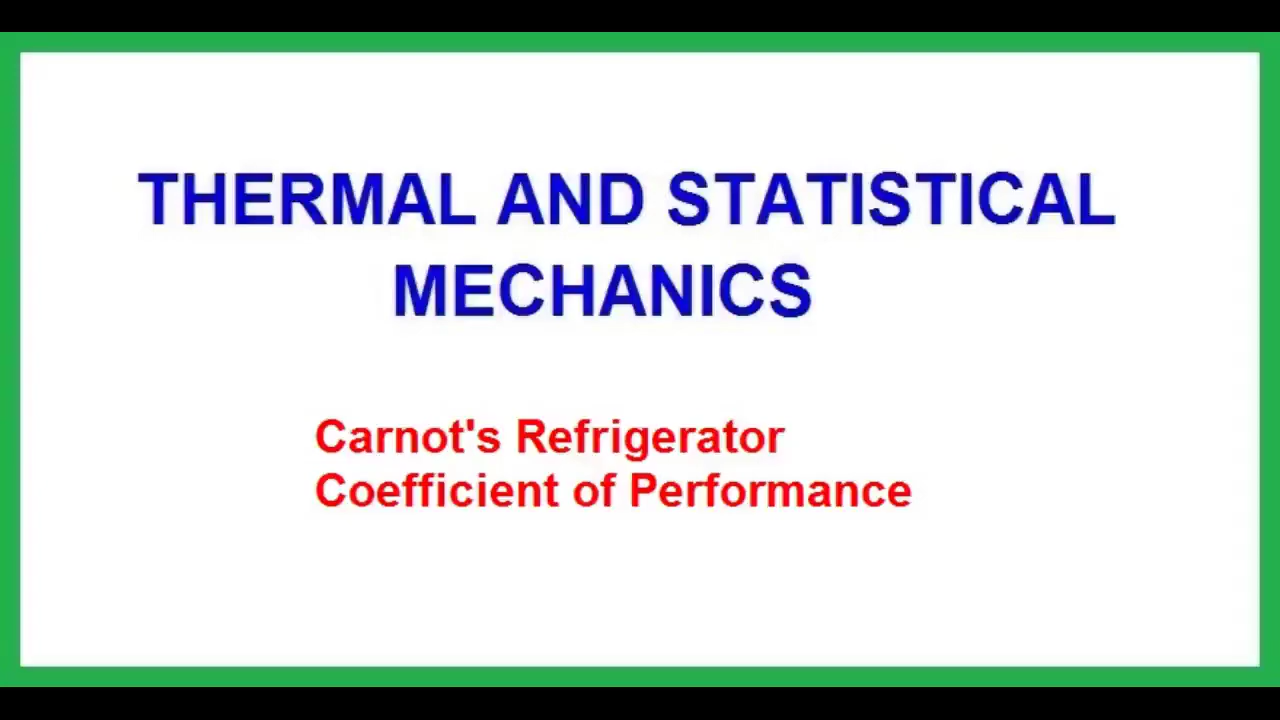 THERMAL AND STATISTICAL
MECHANICS
Carnot's Refrigerator
Coefficient of Performance